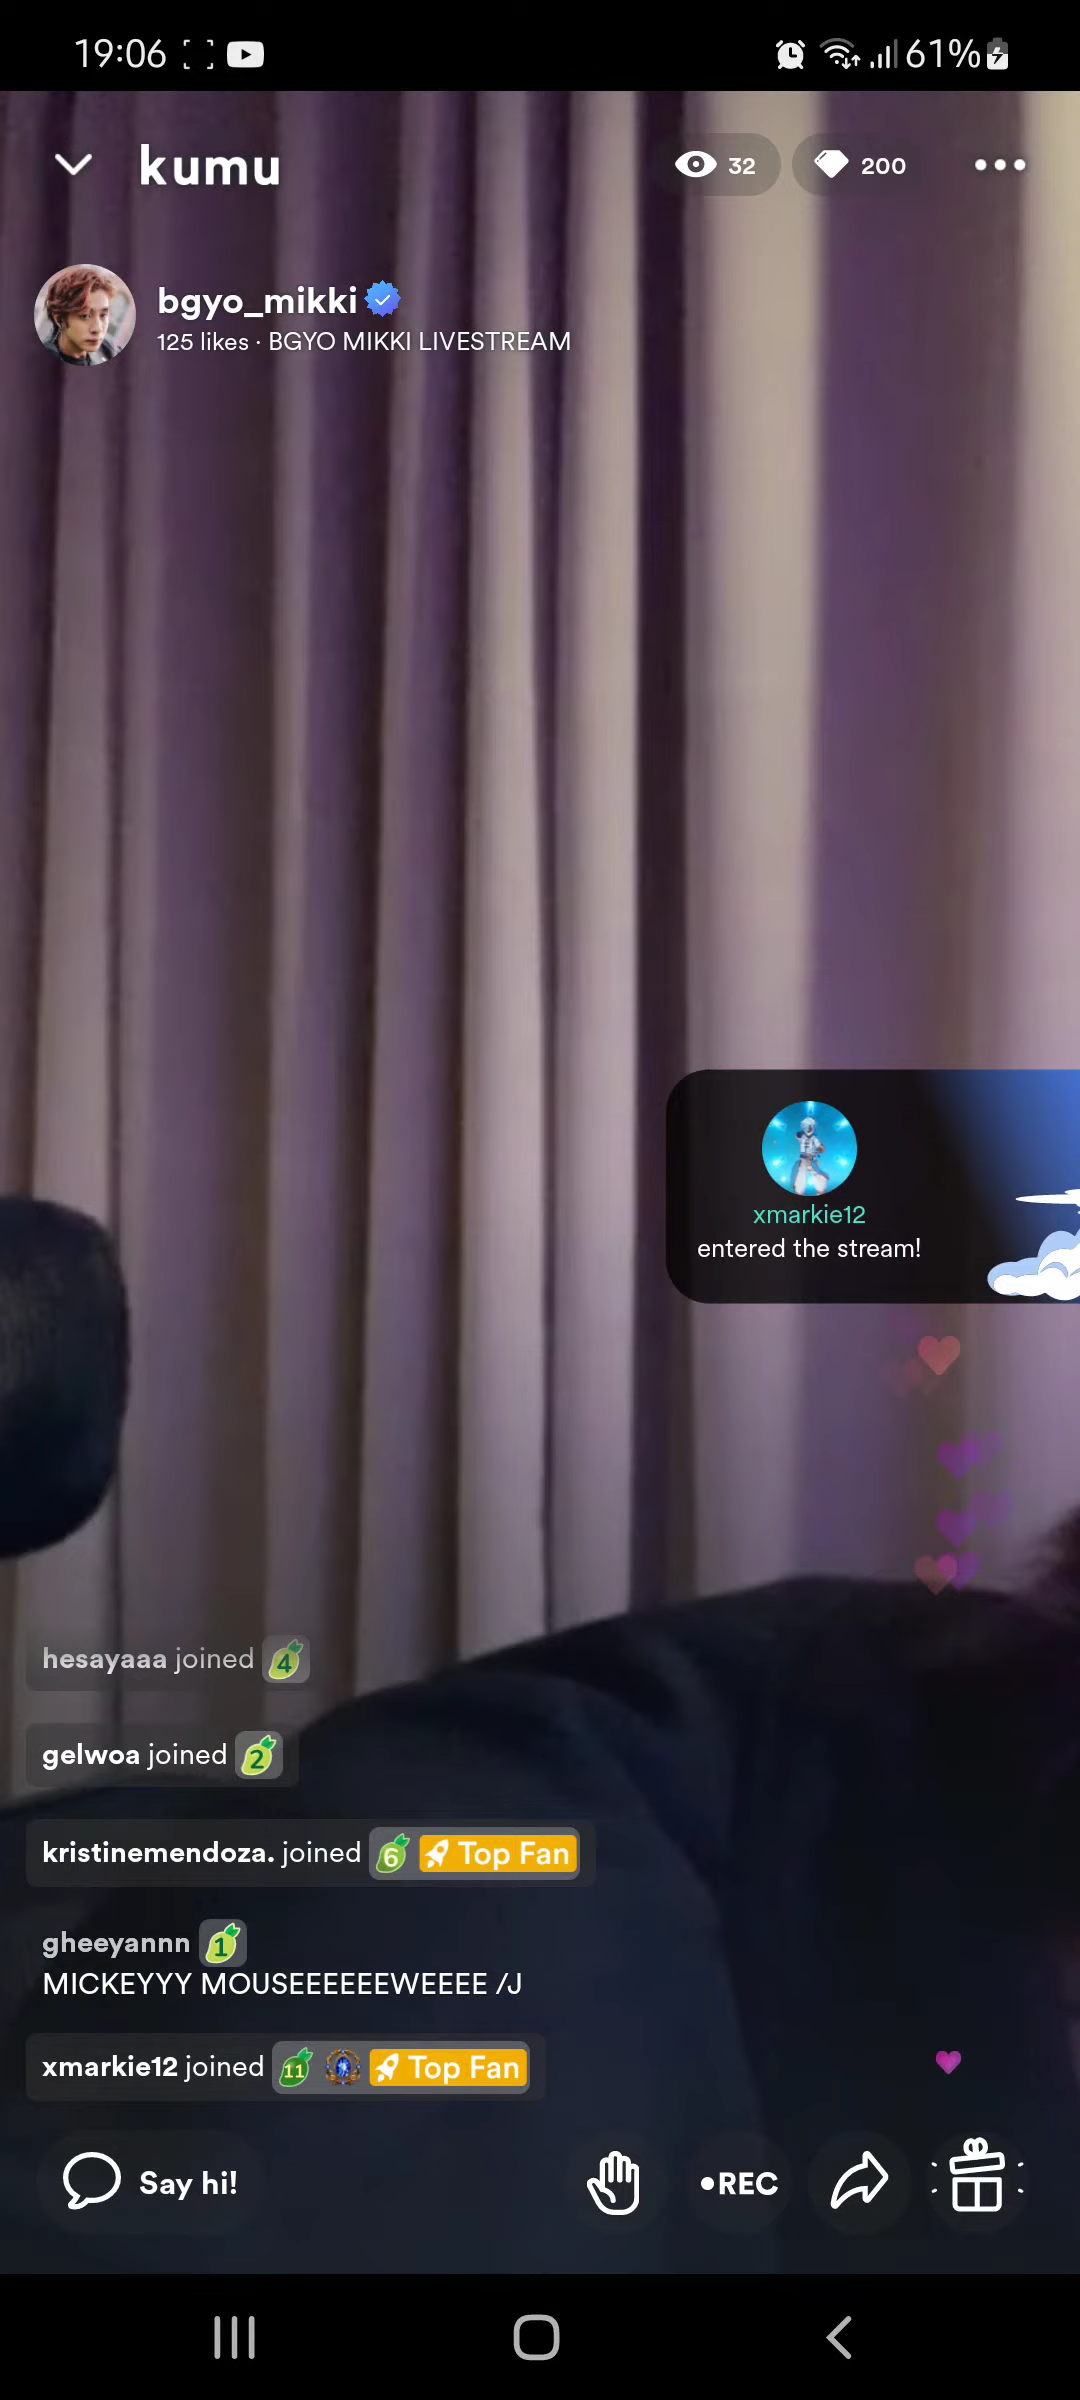 19:06
61%
kumu
32
200
bgyo_mikki
125 likes · BGYO MIKKI LIVESTREAM
xmarkie12
entered the stream!
hesayaaa joined 4
gelwoa joined 2
kristinemendoza. joined 6 Top Fan
gheeyannn 1
MICKEYYY MOUSEEEEEEWEEEE /J
xmarkie12 joined 11 Top Fan
Say hi!
•REC